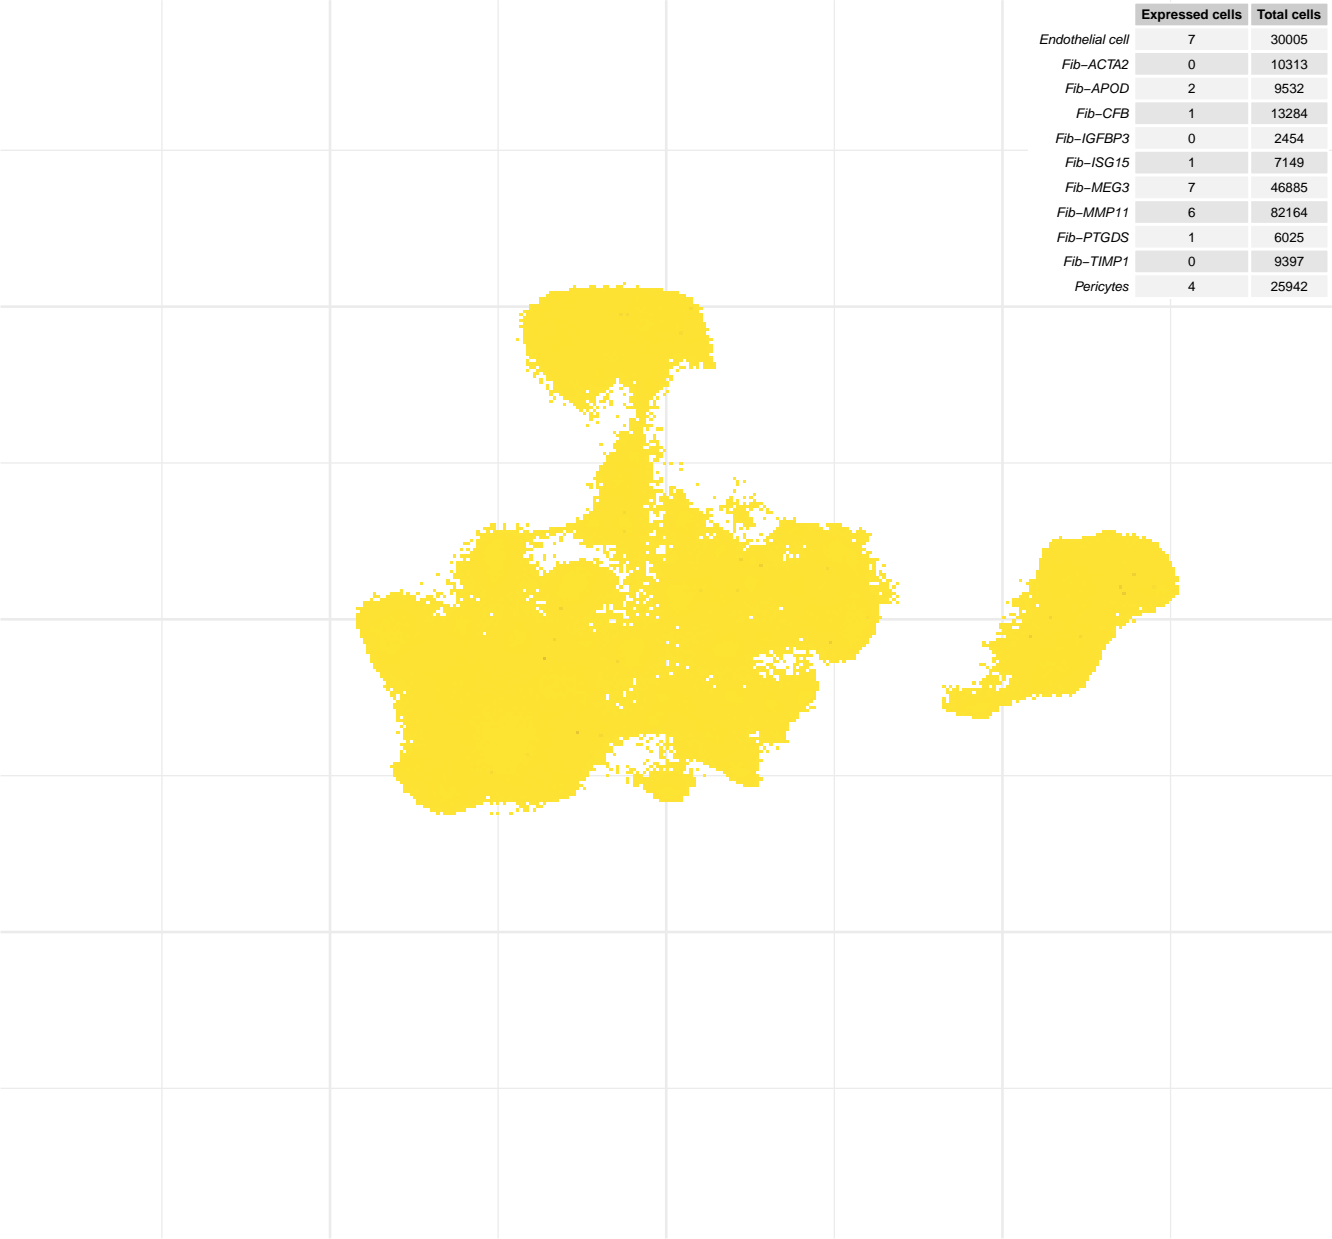 Expressed cells Total cells
Endothelial cell 7 30005
Fib−ACTA2 0 10313
Fib−APOD 2 9532
Fib−CFB 1 13284
Fib−IGFBP3 0 2454
Fib−ISG15 1 7149
Fib−MEG3 7 46885
Fib−MMP11 6 82164
Fib−PTGDS 1 6025
Fib−TIMP1 0 9397
Pericytes 4 25942